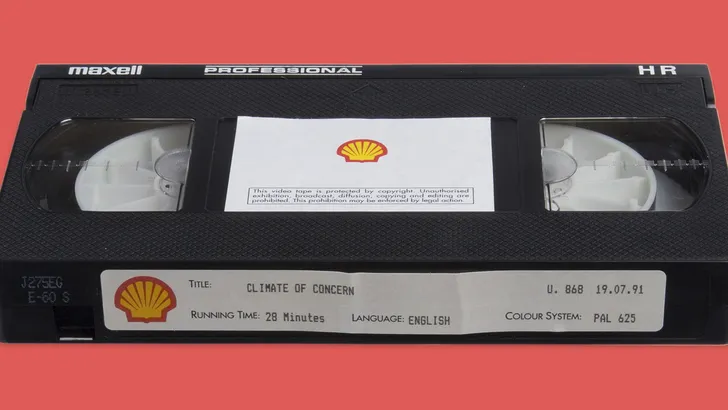 maxell PROFESSIONAL HR
This video tape is protected by copyright. Unauthorised
exhibition, broadcast, diffusion, copying and editing are
prohibited. This prohibition may be enforced by legal action.
J275EG
E-60 S
TITLE: CLIMATE OF CONCERN U. 868 19.07.91
RUNNING TIME: 28 Minutes LANGUAGE: ENGLISH COLOUR SYSTEM: PAL 625